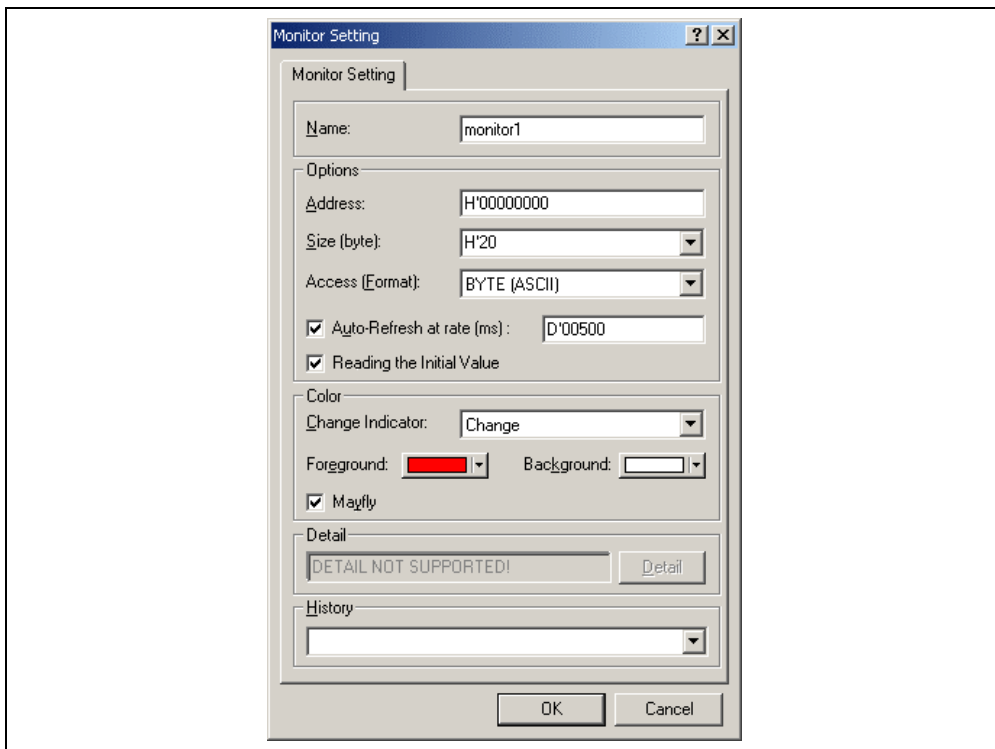 Monitor Setting
Monitor Setting
Name: monitor1
Options
Address: H'00000000
Size (byte): H'20
Access (Format): BYTE (ASCII)
Auto-Refresh at rate (ms) : D'00500
Reading the Initial Value
Color
Change Indicator: Change
Foreground: Background:
Mayfly
Detail
DETAIL NOT SUPPORTED! Detail
History
OK Cancel